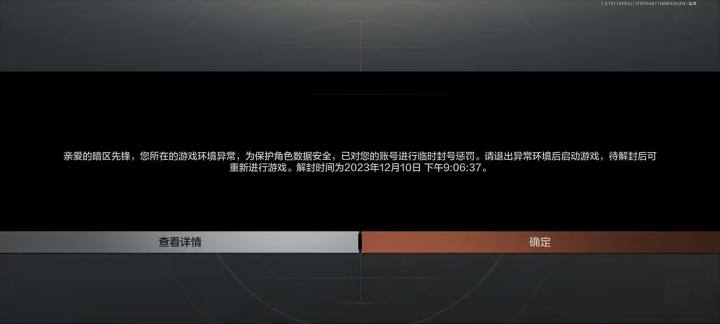 亲爱的暗区先锋，您所在的游戏环境异常，为保护角色数据安全，已对您的账号进行临时封号惩罚。请退出异常环境后启动游戏，待解封后可
重新进行游戏。解封时间为2023年12月10日 下午9:06:37。
查看详情
确定